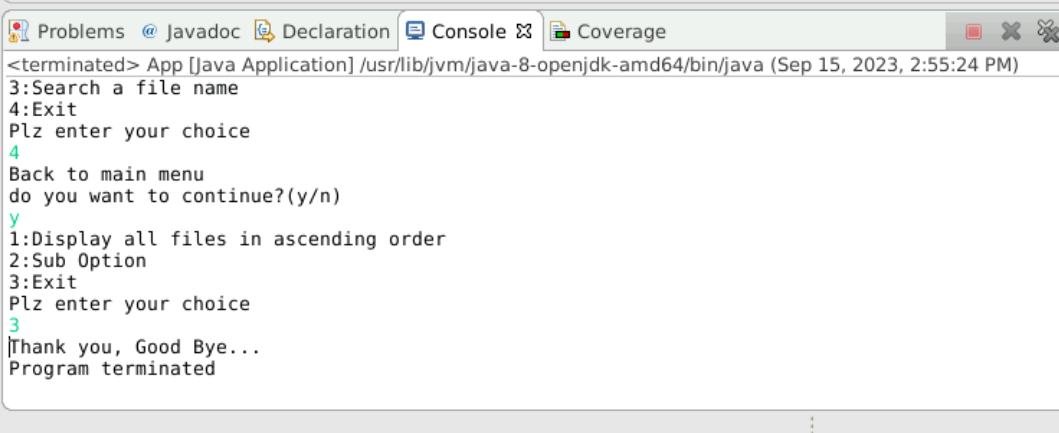 Problems @ Javadoc Declaration Console Coverage
<terminated> App [Java Application] /usr/lib/jvm/java-8-openjdk-amd64/bin/java (Sep 15, 2023, 2:55:24 PM)
3:Search a file name
4:Exit
Plz enter your choice
4
Back to main menu
do you want to continue?(y/n)
y
1:Display all files in ascending order
2:Sub Option
3:Exit
Plz enter your choice
3
Thank you, Good Bye...
Program terminated